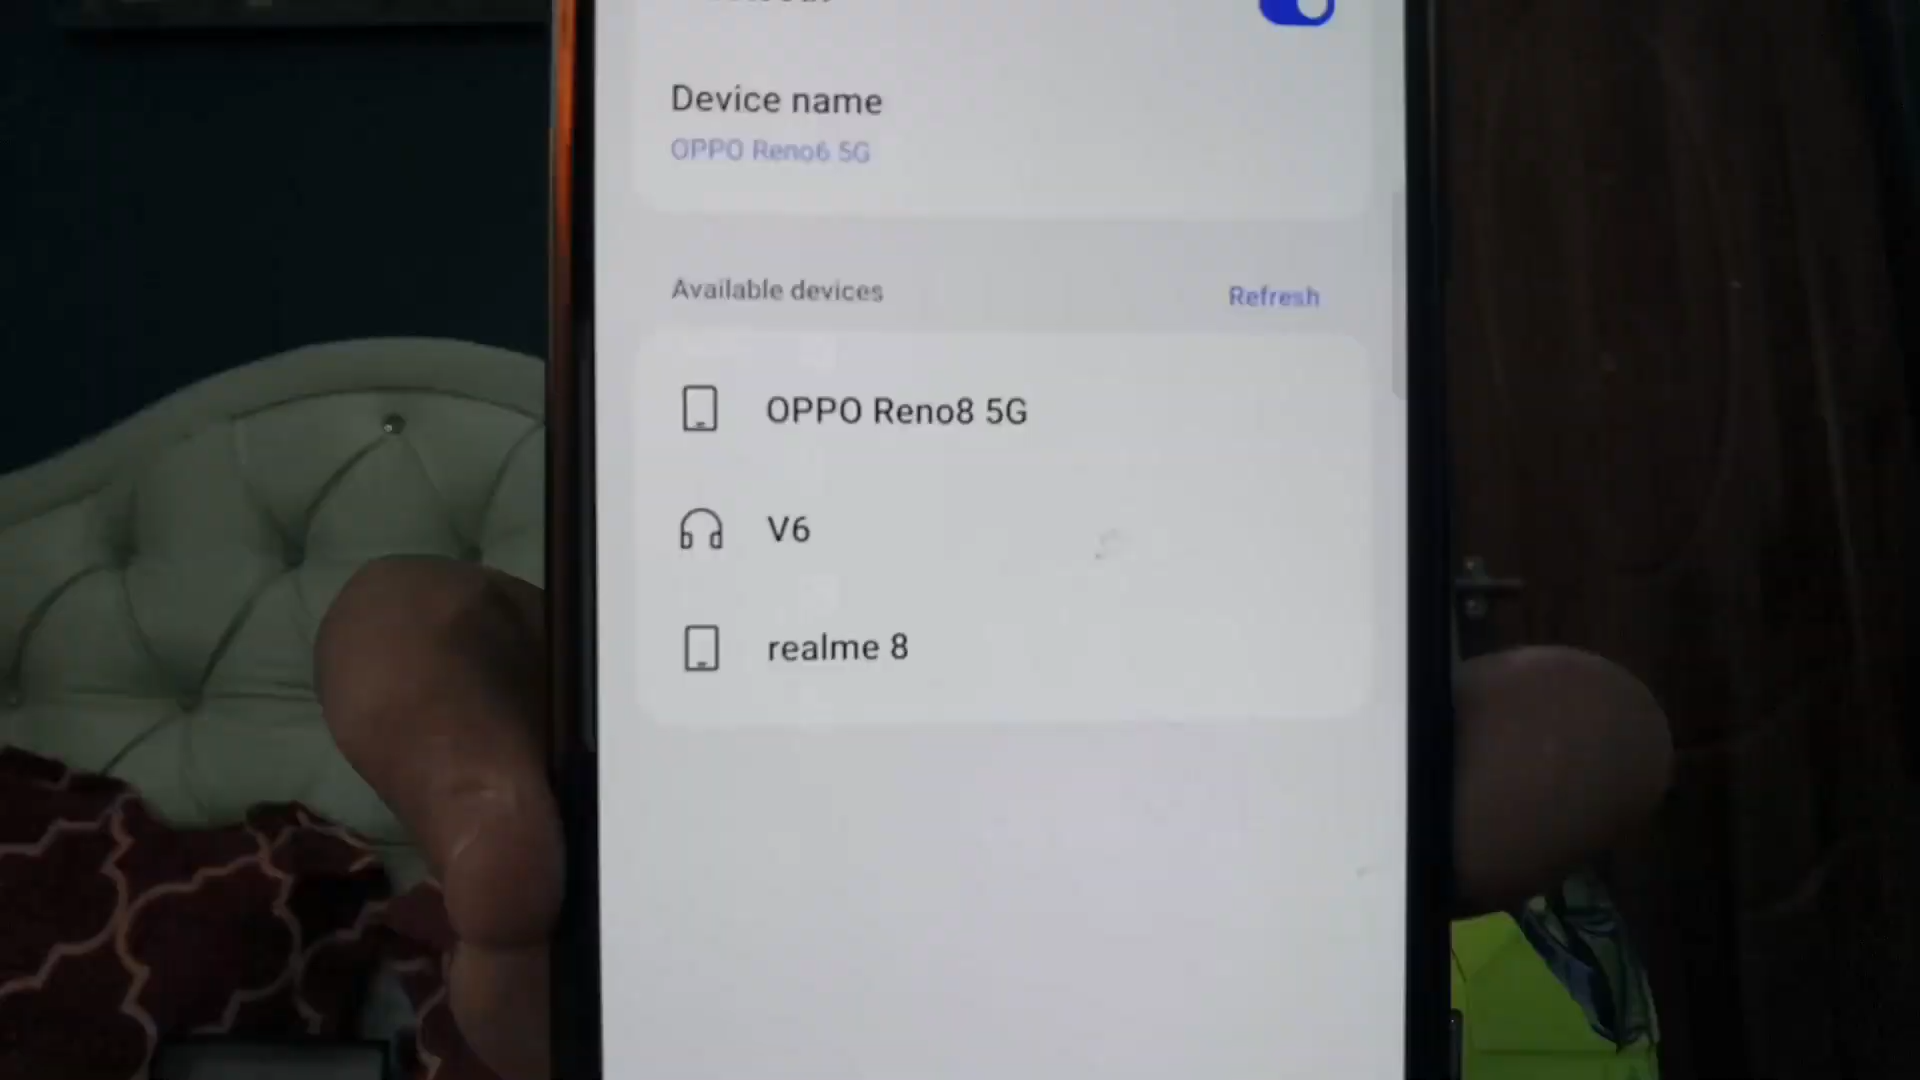 Device name
OPPO Reno6 5G
Available devices
Refresh
OPPO Reno8 5G
V6
realme 8